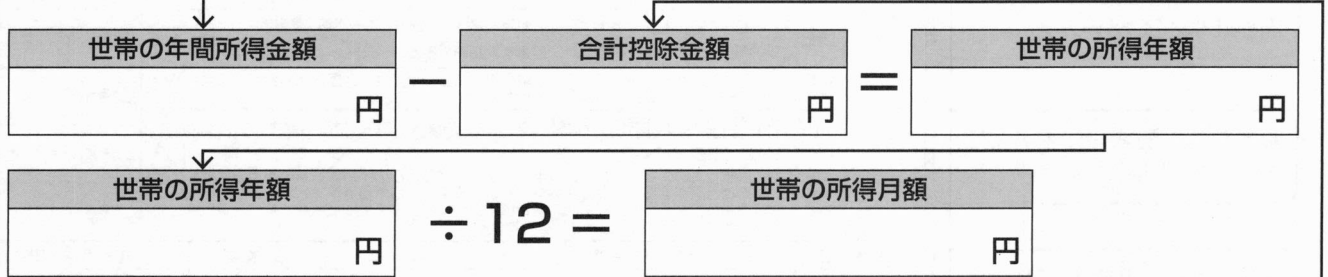 世帯の年間所得金額 合計控除金額 世帯の所得年額
円 － 円 ＝ 円
世帯の所得年額 世帯の所得月額
円 ÷12＝ 円